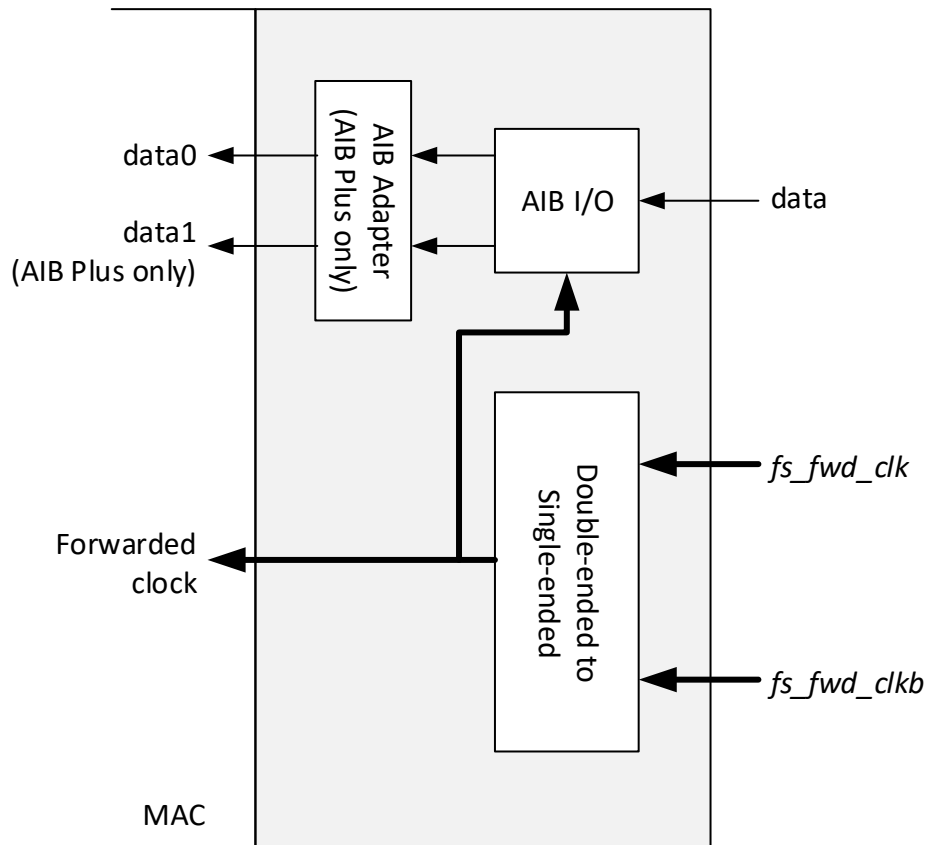 data0
data1
(AIB Plus only)
AIB Adapter
(AIB Plus only)
AIB I/O
data
Double-ended to
Single-ended
fs_fwd_clk
fs_fwd_clkb
Forwarded
clock
MAC